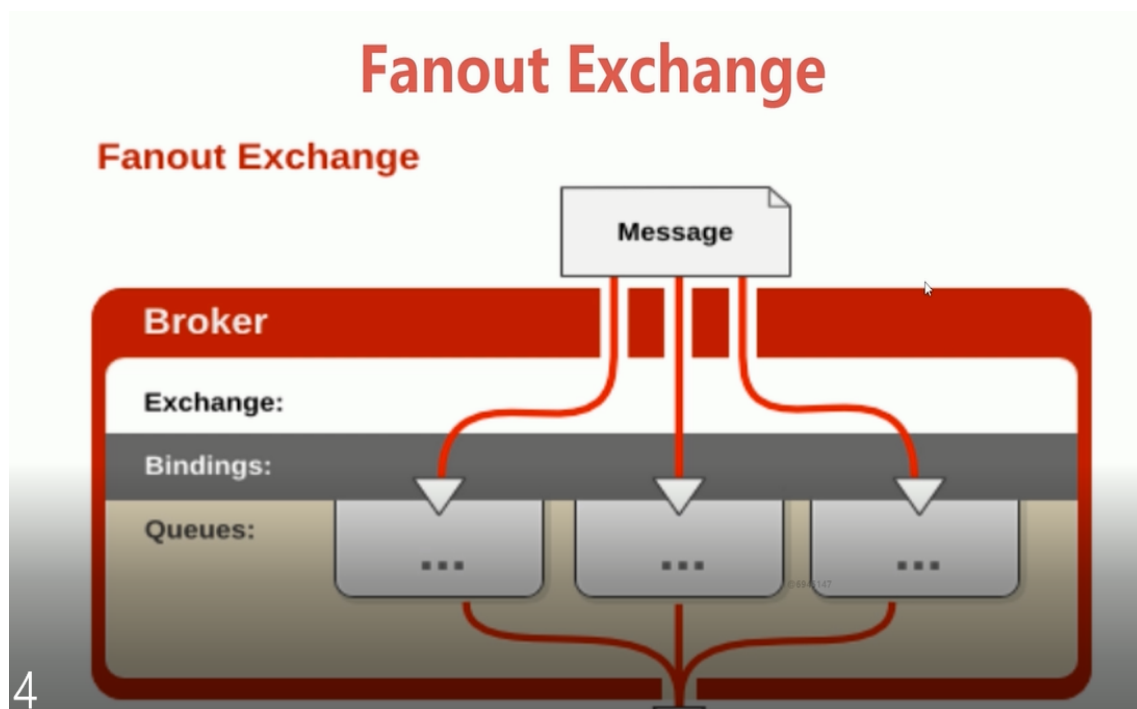 Fanout Exchange
Fanout Exchange
Message
Broker
Exchange:
Bindings:
Queues:
...
...
...
4